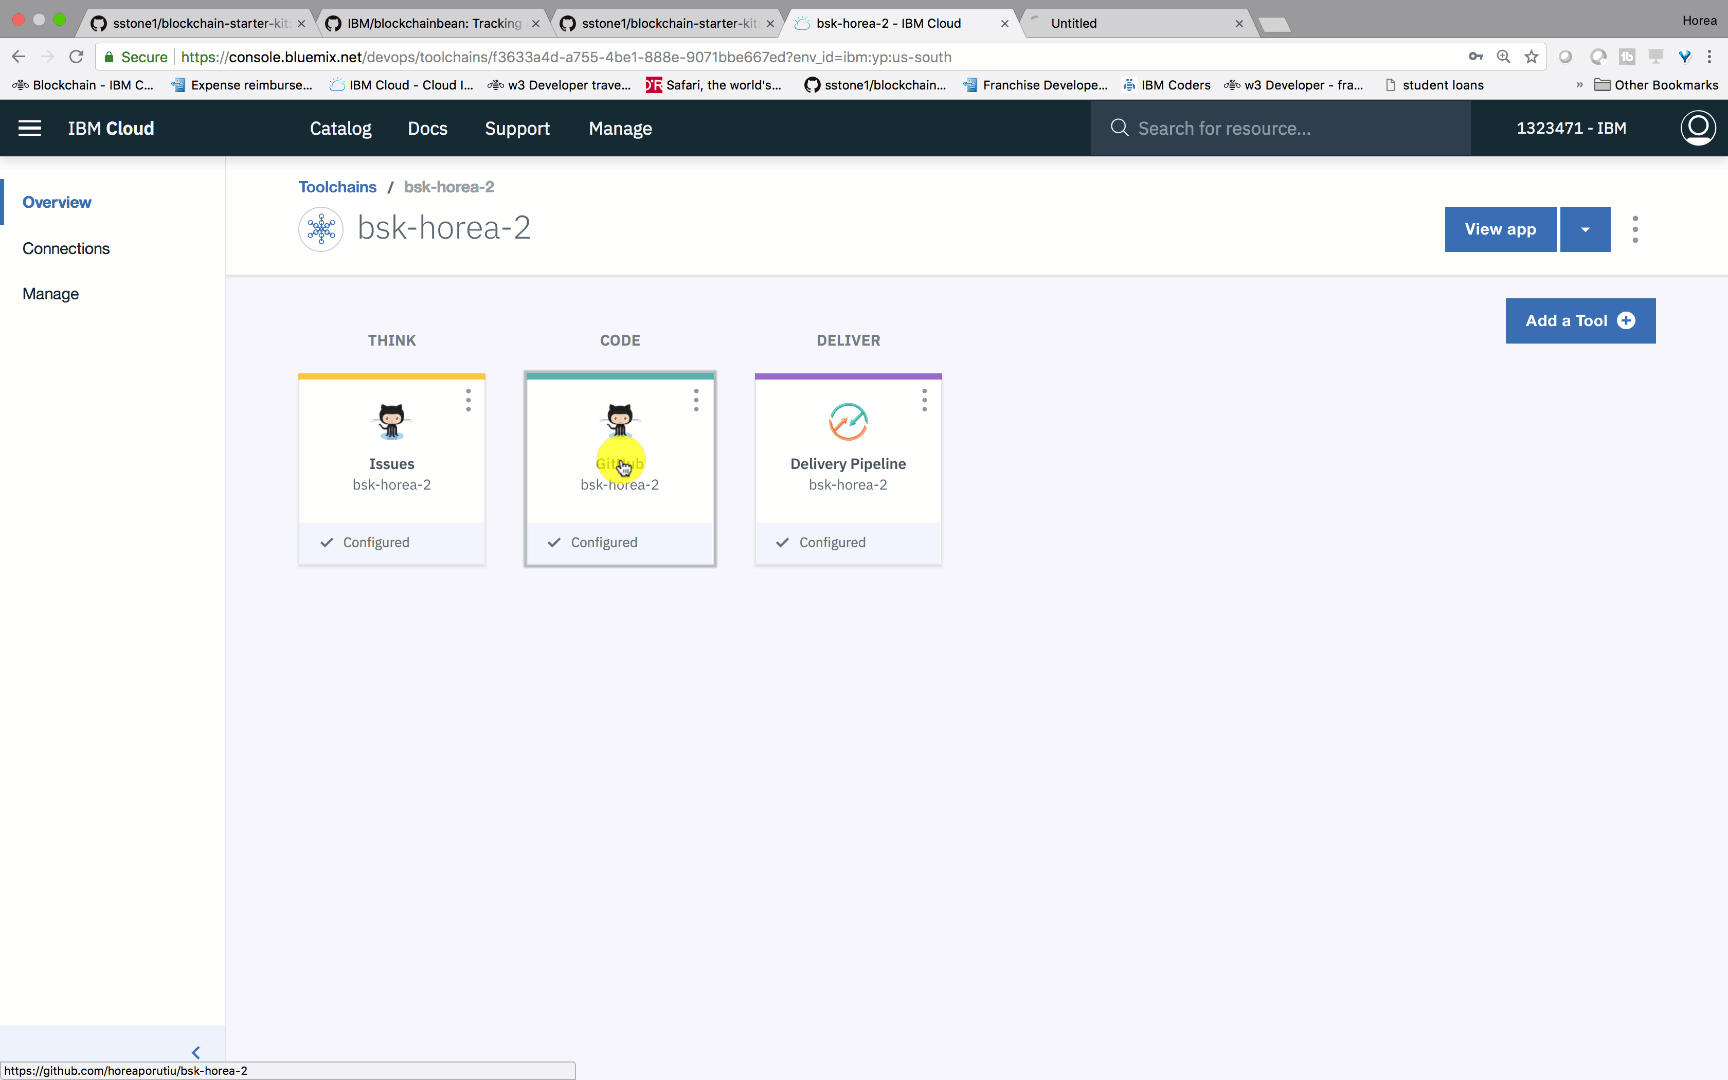 sstone1/blockchain-starter-kit:
IBM/blockchainbean: Tracking
sstone1/blockchain-starter-kit:
bsk-horea-2 - IBM Cloud
Untitled
Horea
Secure
https://console.bluemix.net/devops/toolchains/f3633a4d-a755-4be1-888e-9071bbe667ed?env_id=ibm:yp:us-south
Blockchain - IBM C...
Expense reimburse...
IBM Cloud - Cloud I...
w3 Developer trave...
Safari, the world's...
sstone1/blockchain...
Franchise Develope...
IBM Coders
w3 Developer - fra...
student loans
»
Other Bookmarks
IBM Cloud
Catalog
Docs
Support
Manage
Search for resource...
1323471 - IBM
Overview
Connections
Manage
Toolchains / bsk-horea-2
bsk-horea-2
View app
Add a Tool
THINK
CODE
DELIVER
Issues
bsk-horea-2
Configured
GitHub
bsk-horea-2
Configured
Delivery Pipeline
bsk-horea-2
Configured
https://github.com/horeaporutiu/bsk-horea-2